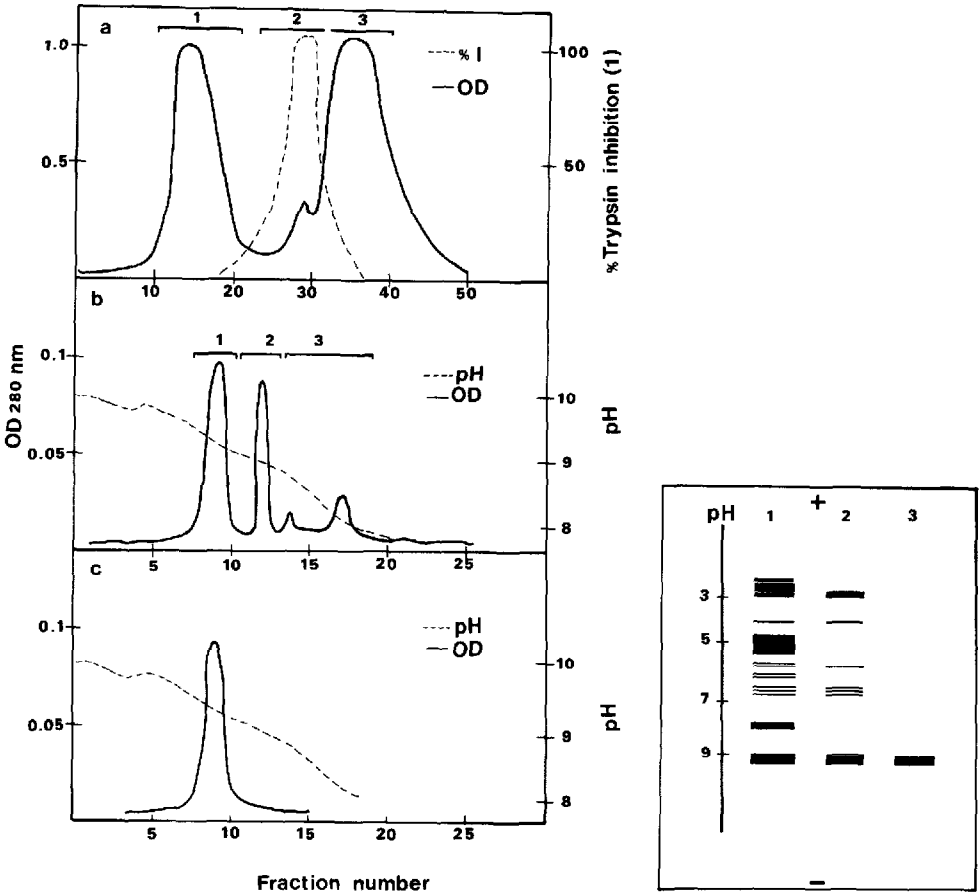 a
1
2
3
1.0
0.5
--- % I
— OD
100
50
% Trypsin inhibition (1)
10
20
30
40
50
b
1
2
3
0.1
0.05
OD 280 nm
--- pH
— OD
10
9
8
pH
5
10
15
20
25
c
0.1
0.05
--- pH
— OD
10
9
8
pH
5
10
15
20
25
Fraction number
+
pH
1
2
3
3
5
7
9
−